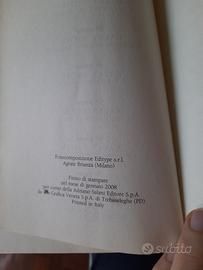 Fotocomposizione Editype s.r.l.
Agrate Brianza (Milano)
Finito di stampare
nel mese di gennaio 2008
per conto della Adriano Salani Editore S.p.A.
da Grafica Veneta S.p.A. di Trebaseleghe (PD)
Printed in Italy
subito